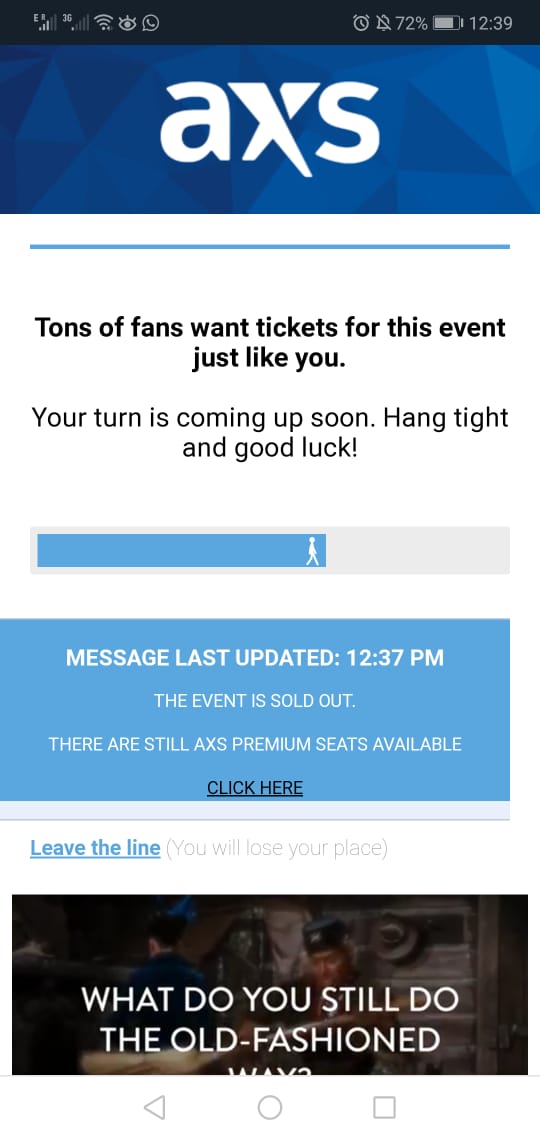 E R 3G 72% 12:39
axs
Tons of fans want tickets for this event
just like you.
Your turn is coming up soon. Hang tight
and good luck!
MESSAGE LAST UPDATED: 12:37 PM
THE EVENT IS SOLD OUT.
THERE ARE STILL AXS PREMIUM SEATS AVAILABLE
CLICK HERE
Leave the line (You will lose your place)
WHAT DO YOU STILL DO
THE OLD-FASHIONED
WAY?